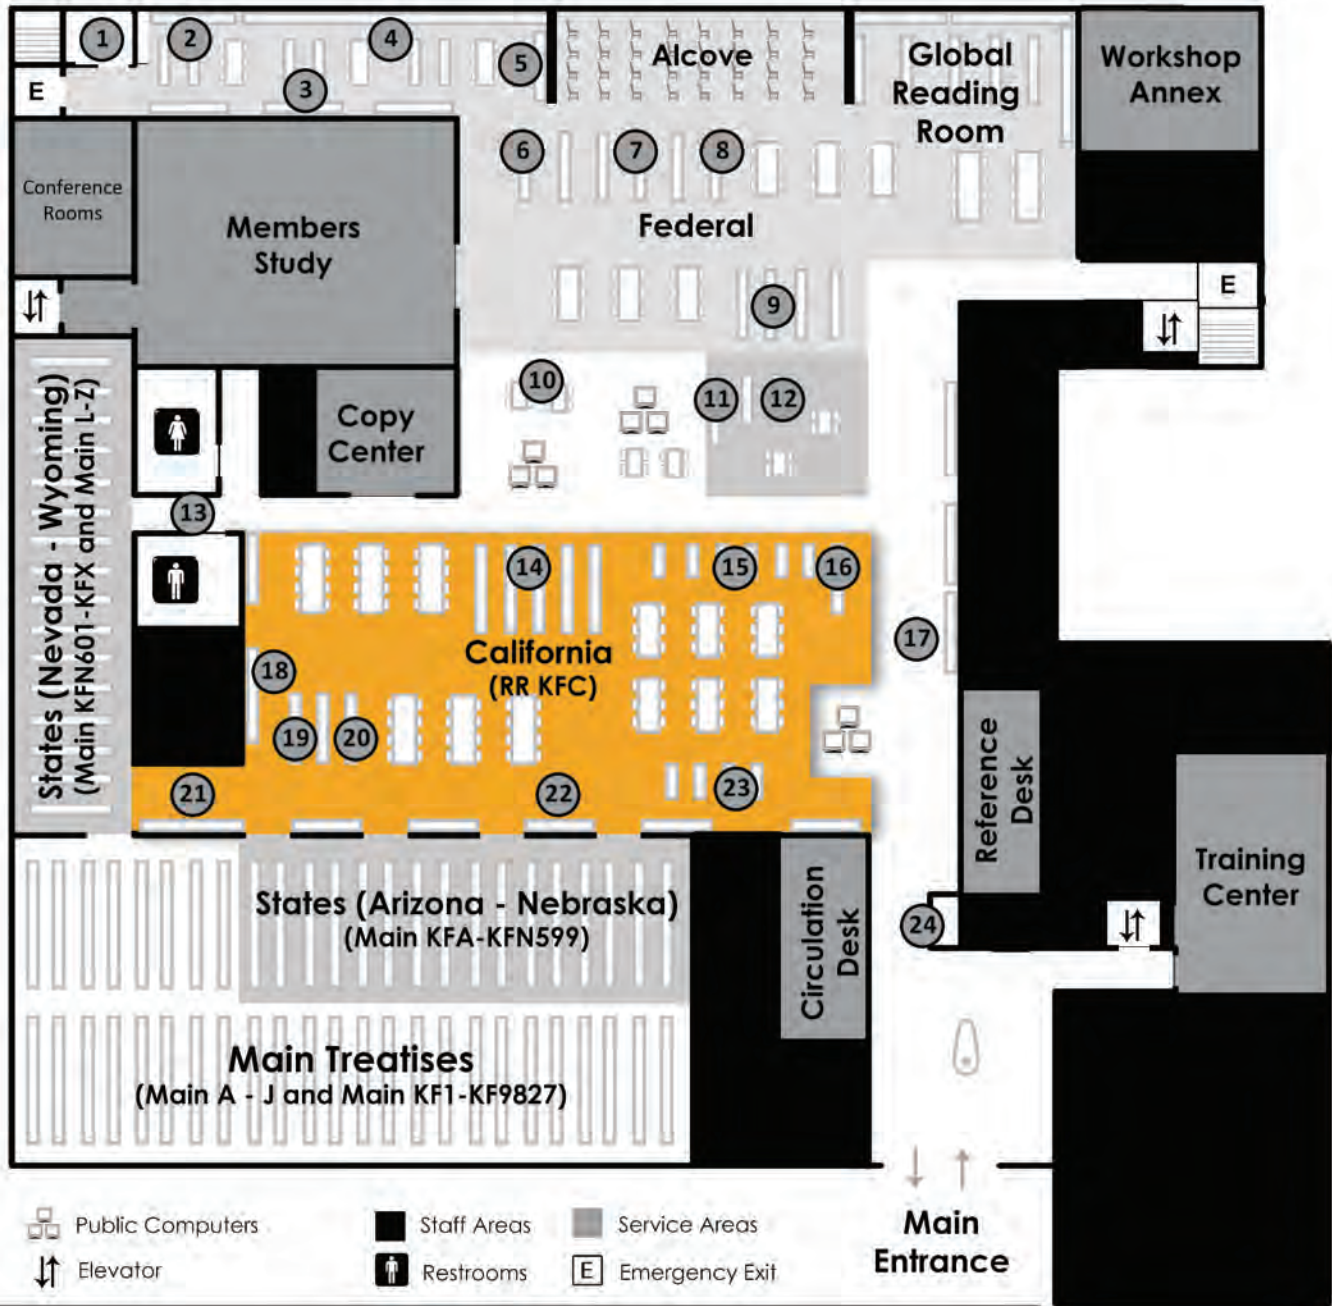 1
2
4
5
3
E
Alcove
Global
Reading
Room
Workshop
Annex
6
7
8
Conference
Rooms
Members
Study
Federal
9
E
10
11
12
Copy
Center
States (Nevada - Wyoming)
(Main KFN601-KFX and Main L-Z)
13
14
15
16
California
(RR KFC)
17
18
19
20
21
22
23
Reference
Desk
Training
Center
States (Arizona - Nebraska)
(Main KFA-KFN599)
Circulation
Desk
24
Main Treatises
(Main A - J and Main KF1-KF9827)
Public Computers
Staff Areas
Service Areas
Elevator
Restrooms
E
Emergency Exit
Main
Entrance